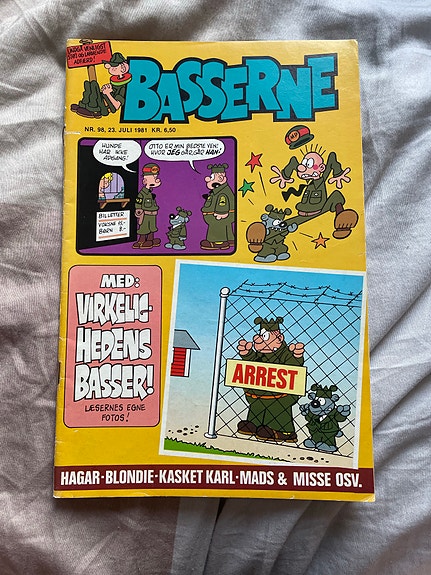 BASSERNE
NR. 98, 23. JULI 1981 KR. 6,50
HUNDE
HAR IKKE
ADGANG!
OTTO ER MIN BEDSTE VEN!
HVOR JEG GÅR, GÅR HAN!
BILLETTER
VOKSNE 15.-
BØRN 8.-
MED:
VIRKELIG-
HEDENS
BASSER!
LÆSERNES EGNE
FOTOS!
ARREST
HAGAR·BLONDIE·KASKET KARL·MADS & MISSE OSV.